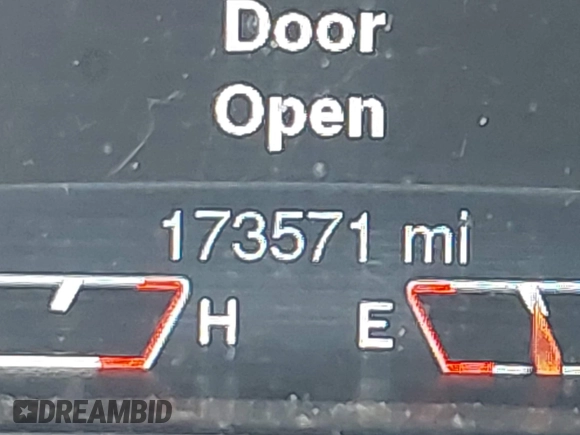 Door
Open
173571 mi
H E
DREAMBID